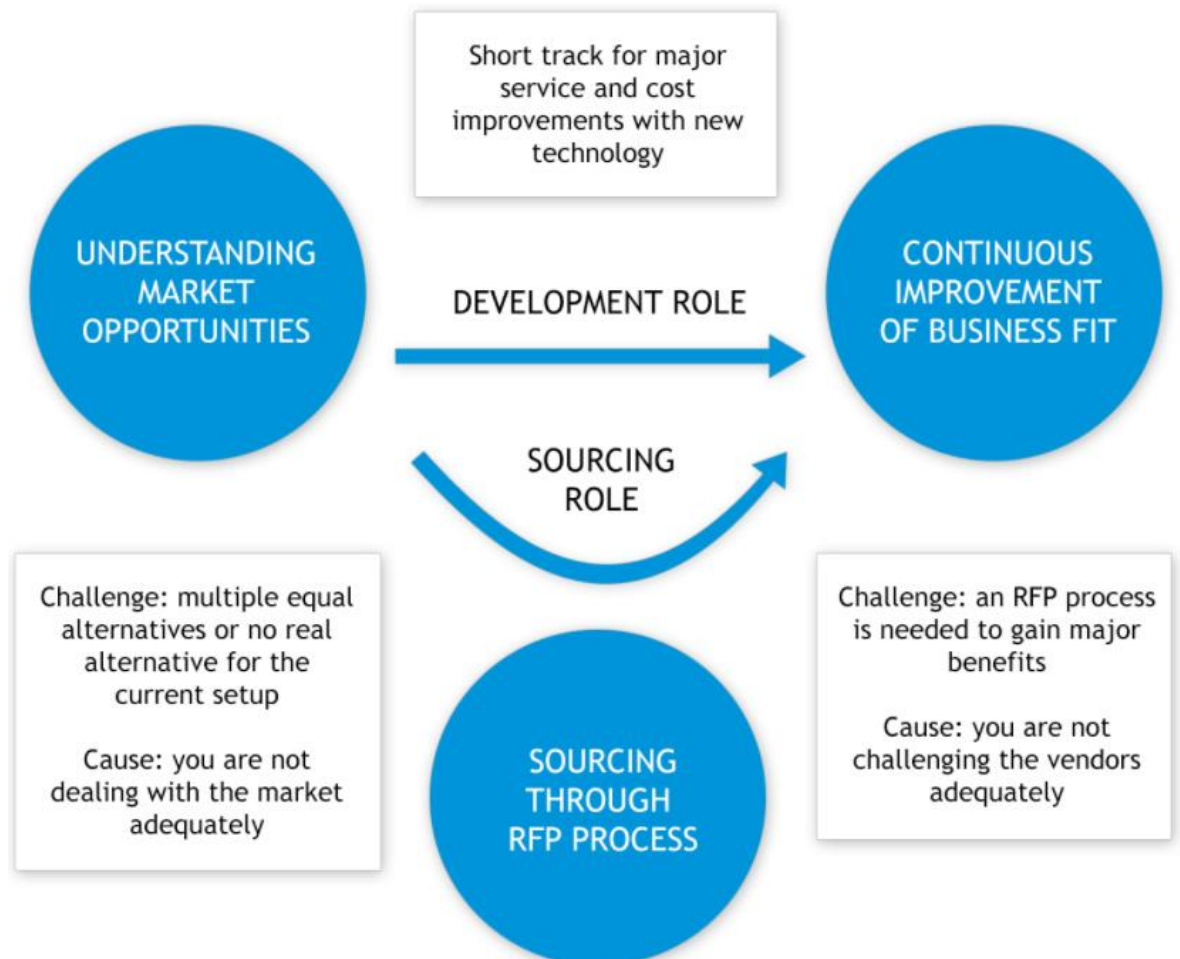 Short track for major
service and cost
improvements with new
technology
UNDERSTANDING
MARKET
OPPORTUNITIES
DEVELOPMENT ROLE
CONTINUOUS
IMPROVEMENT
OF BUSINESS FIT
SOURCING
ROLE
Challenge: multiple equal
alternatives or no real
alternative for the
current setup
Cause: you are not
dealing with the market
adequately
SOURCING
THROUGH
RFP PROCESS
Challenge: an RFP process
is needed to gain major
benefits
Cause: you are not
challenging the vendors
adequately